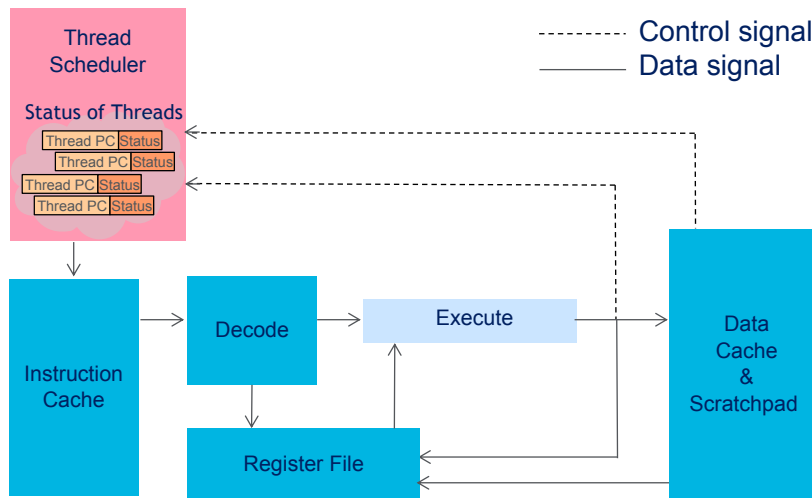 Thread
Scheduler
Control signal
Data signal
Status of Threads
Thread PC Status
Thread PC Status
Thread PC Status
Thread PC Status
Instruction
Cache
Decode
Execute
Register File
Data
Cache
&
Scratchpad